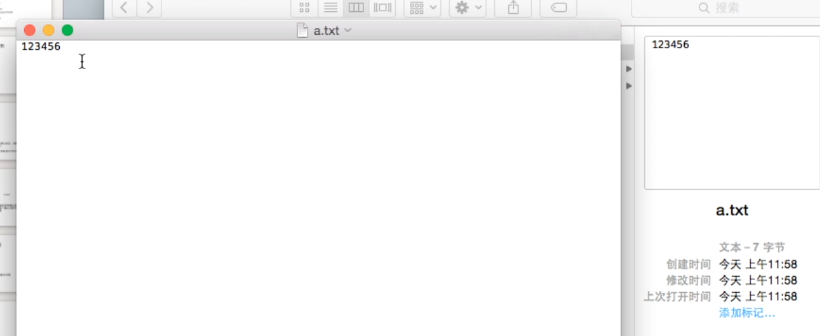 搜索
a.txt
123456
123456
a.txt
文本 – 7 字节
创建时间 今天 上午11:58
修改时间 今天 上午11:58
上次打开时间 今天 上午11:58
添加标记...